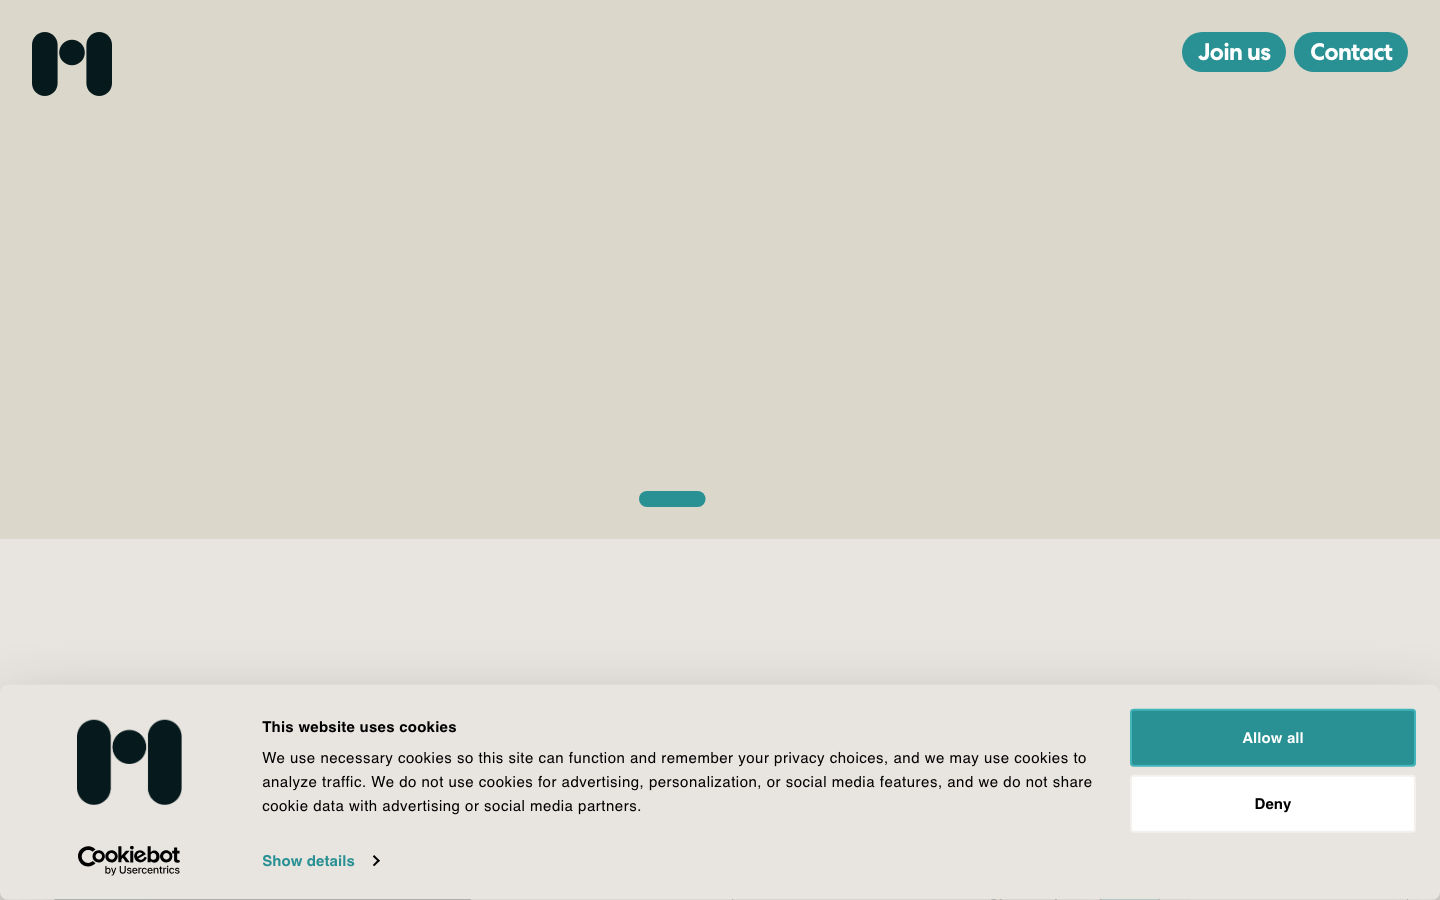 Join us
Contact
This website uses cookies
We use necessary cookies so this site can function and remember your privacy choices, and we may use cookies to
analyze traffic. We do not use cookies for advertising, personalization, or social media features, and we do not share
cookie data with advertising or social media partners.
Show details
Allow all
Deny
Cookiebot
by Usercentrics